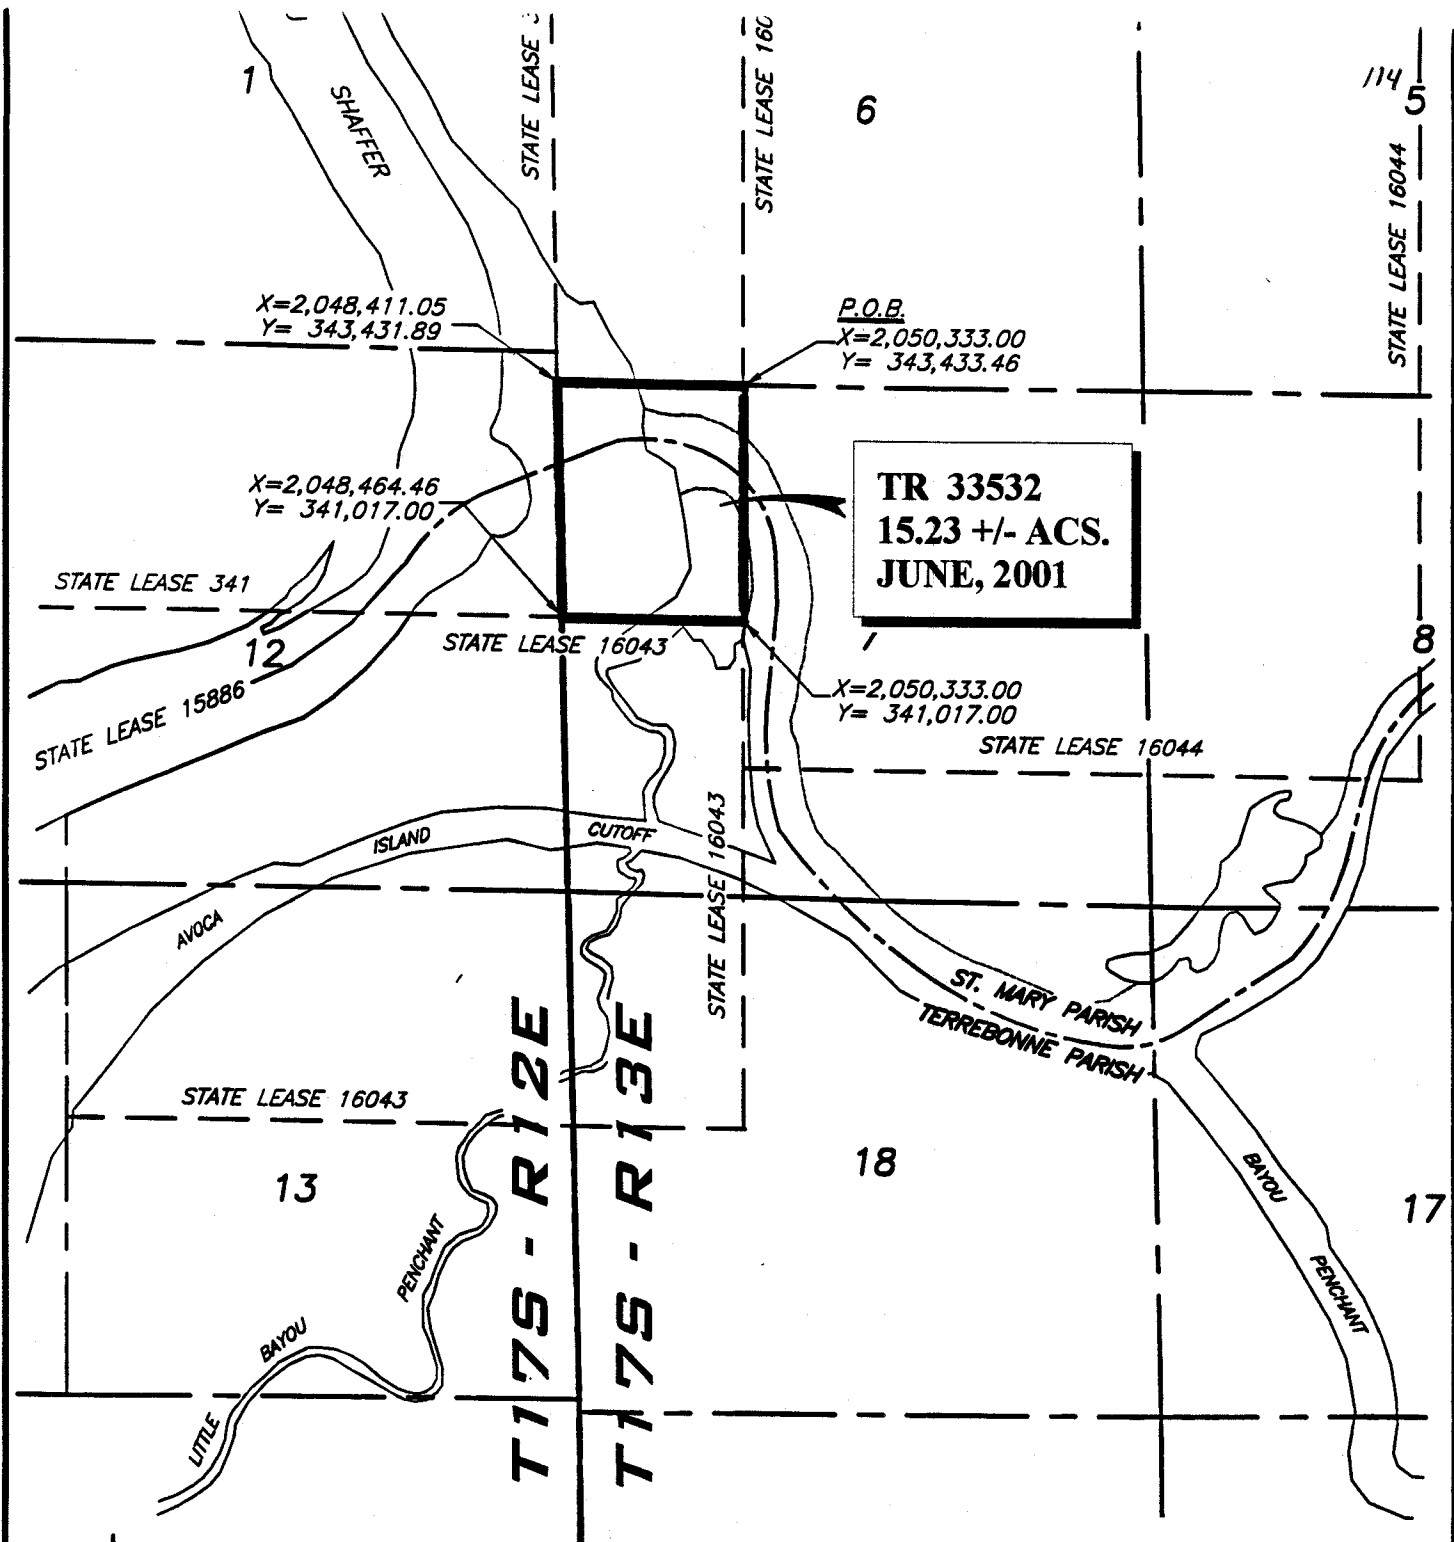 1
SHAFFER
STATE LEASE
STATE LEASE
6
114
5
STATE LEASE 16044
X=2,048,411.05
Y= 343,431.89
P.O.B.
X=2,050,333.00
Y= 343,433.46
X=2,048,464.46
Y= 341,017.00
TR 33532
15.23 +/- ACS.
JUNE, 2001
STATE LEASE 341
12
STATE LEASE 16043
8
STATE LEASE 15886
X=2,050,333.00
Y= 341,017.00
STATE LEASE 16044
ISLAND
CUTOFF
STATE LEASE 16043
AVOCA
ST. MARY PARISH
TERREBONNE PARISH
T17S - R12E
T17S - R13E
STATE LEASE 16043
13
18
BAYOU
17
PENCHANT
PENCHANT
BAYOU
LITTLE